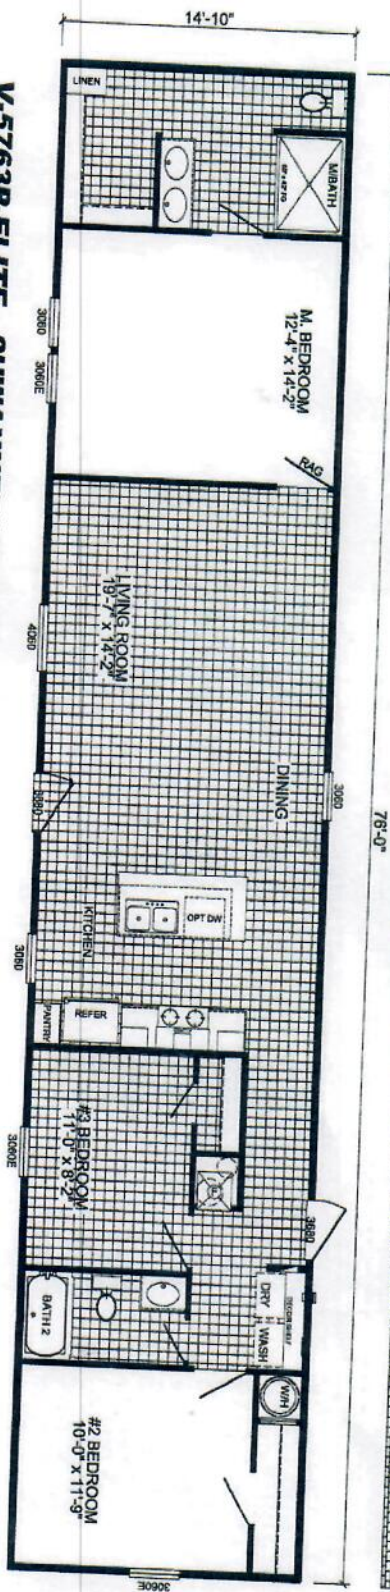 14'-10"
76'-0"
LINEN
M/BATH
M. BEDROOM
12'-4" x 14'-2"
RAG
3060
3060E
LIVING ROOM
19'-7" x 14'-2"
4060
DINING
3060
OPT DW
KITCHEN
3060
REFER
PANTRY
#3 BEDROOM
11'-0" x 8'-2"
3060E
3680
DRY
WASH
BATH 2
W/H
#2 BEDROOM
10'-0" x 11'-9"
3060E